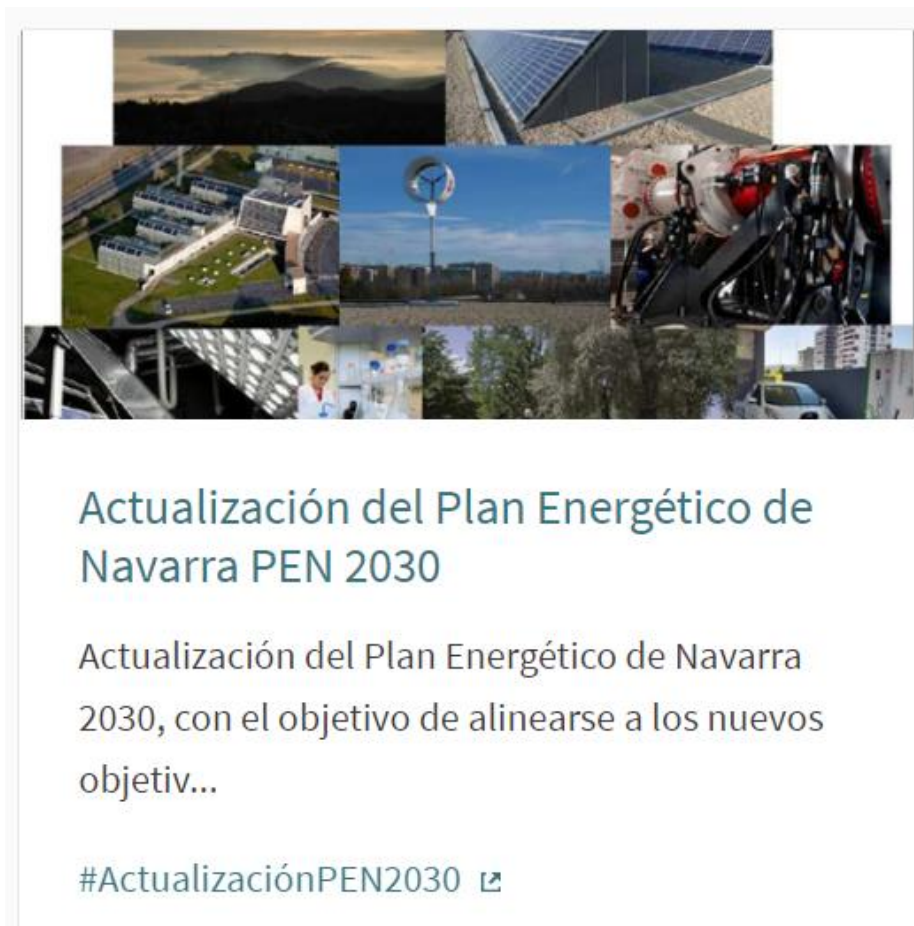 Actualización del Plan Energético de
Navarra PEN 2030
Actualización del Plan Energético de Navarra
2030, con el objetivo de alinearse a los nuevos
objetiv...
#ActualizaciónPEN2030